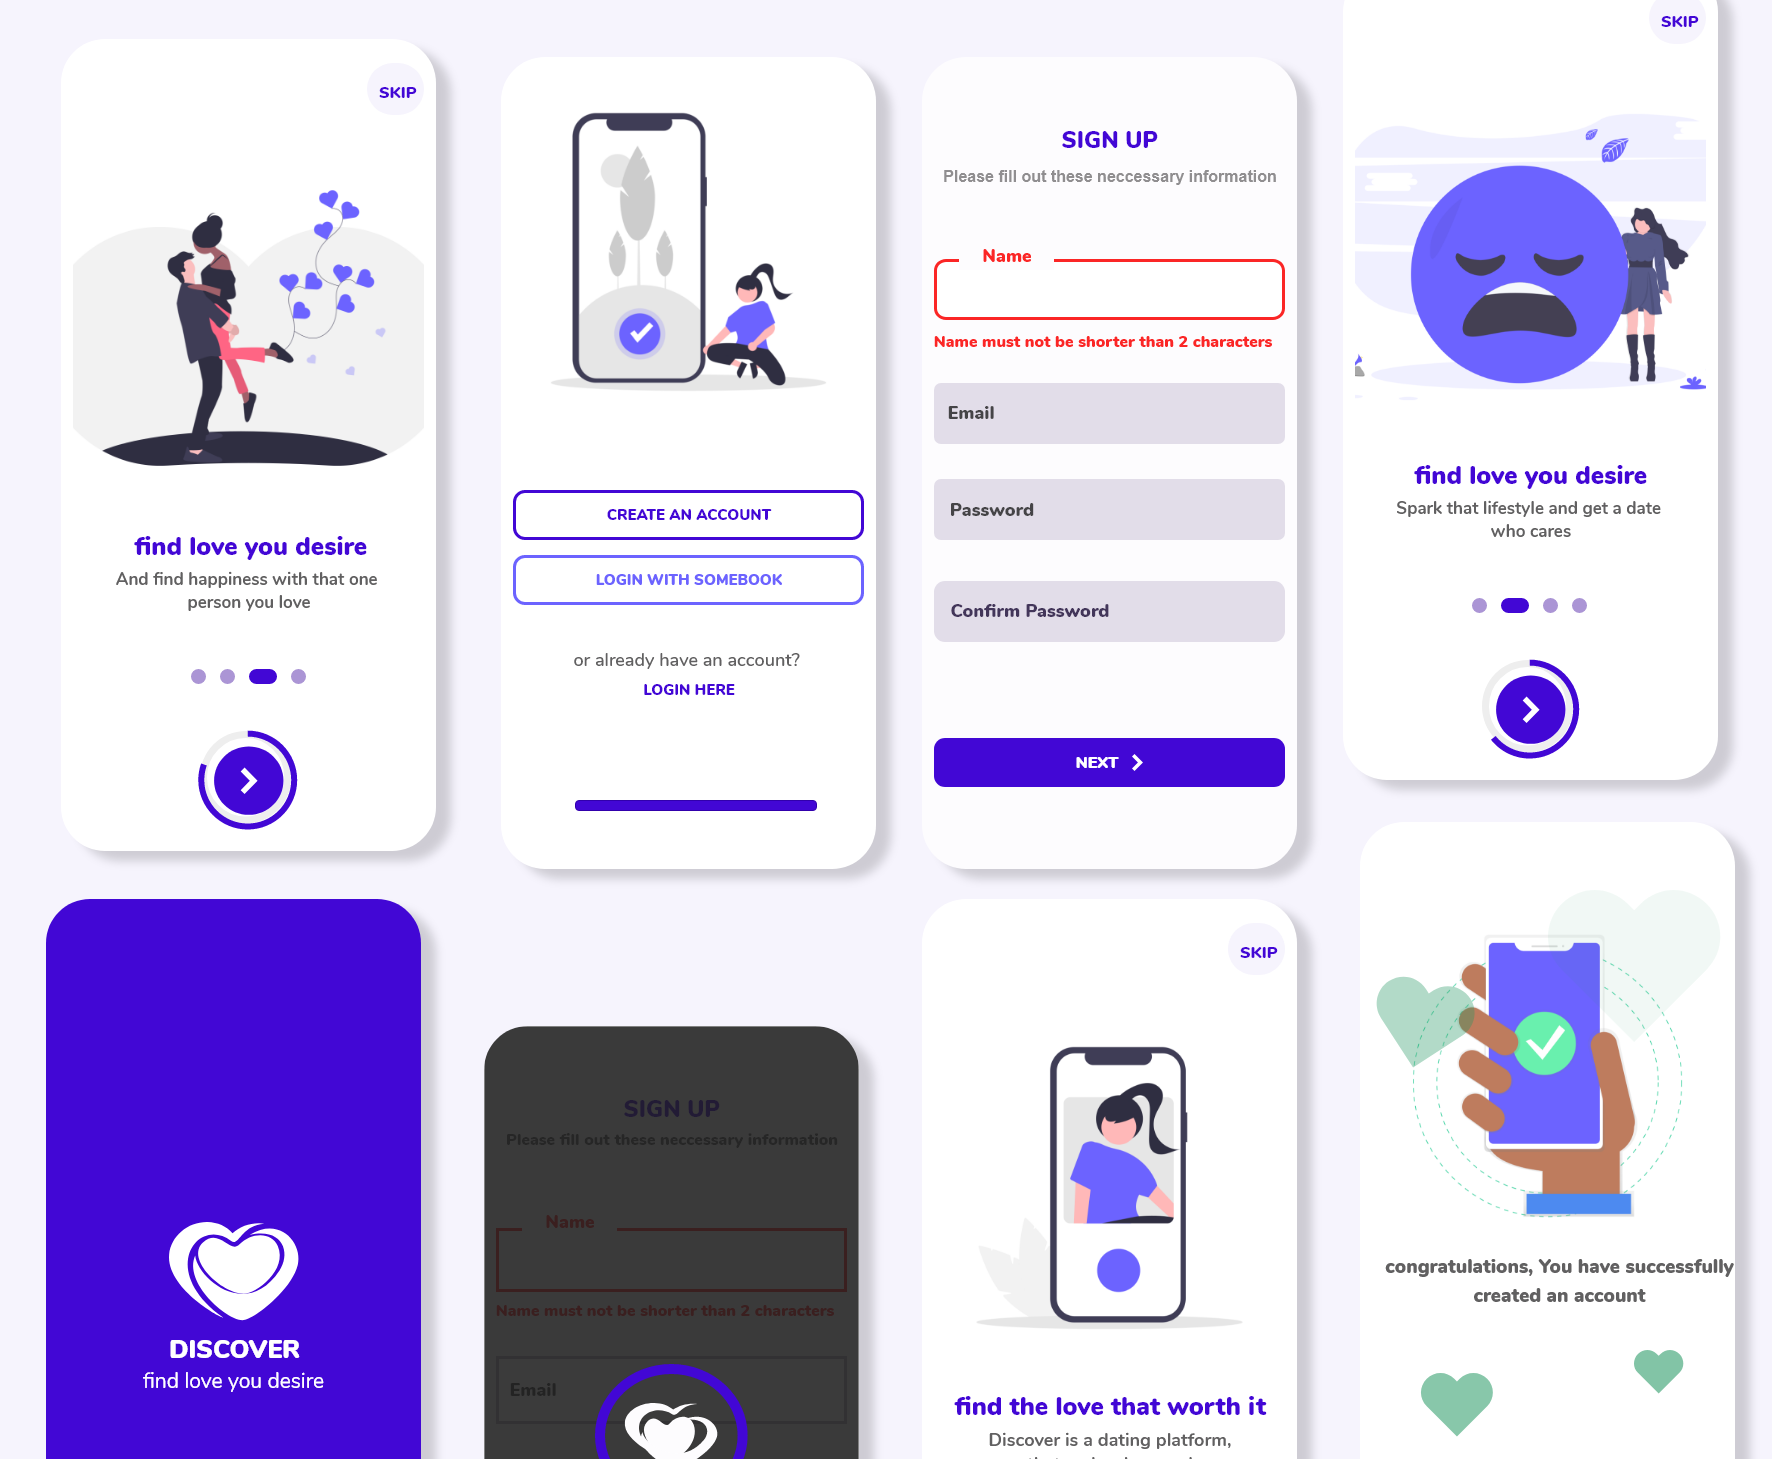 SKIP
find love you desire
And find happiness with that one
person you love
CREATE AN ACCOUNT
LOGIN WITH SOMEBOOK
or already have an account?
LOGIN HERE
SIGN UP
Please fill out these neccessary information
Name
Name must not be shorter than 2 characters
Email
Password
Confirm Password
NEXT
SKIP
find love you desire
Spark that lifestyle and get a date
who cares
DISCOVER
find love you desire
SIGN UP
Please fill out these neccessary information
Name
Name must not be shorter than 2 characters
Email
SKIP
find the love that worth it
Discover is a dating platform,
congratulations, You have successfully
created an account